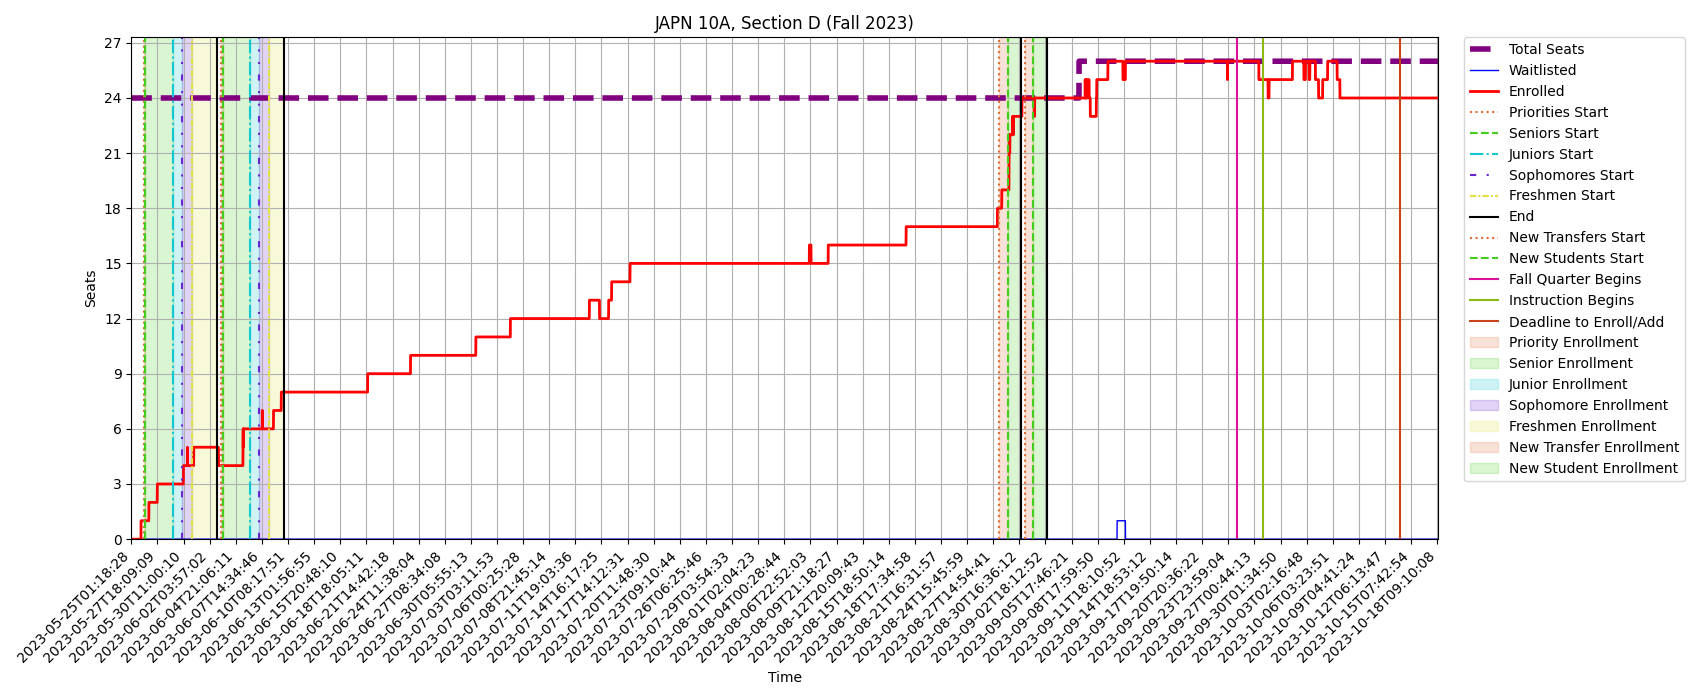 JAPN 10A, Section D (Fall 2023)
Seats
27
24
21
18
15
12
9
6
3
0
2023-05-25T01:18:28
2023-05-27T18:09:09
2023-05-30T11:00:10
2023-06-02T03:57:02
2023-06-04T21:06:11
2023-06-07T14:34:46
2023-06-10T08:17:51
2023-06-13T01:56:55
2023-06-15T20:48:10
2023-06-18T18:05:11
2023-06-21T14:42:18
2023-06-24T11:38:04
2023-06-27T08:34:08
2023-06-30T05:55:13
2023-07-03T03:11:53
2023-07-06T00:25:28
2023-07-08T21:45:14
2023-07-11T19:03:36
2023-07-14T16:17:25
2023-07-17T14:12:31
2023-07-20T11:48:30
2023-07-23T09:10:44
2023-07-26T06:25:46
2023-07-29T03:54:33
2023-08-01T02:04:23
2023-08-04T00:28:44
2023-08-06T22:52:03
2023-08-09T21:18:27
2023-08-12T20:09:43
2023-08-15T18:50:14
2023-08-18T17:34:58
2023-08-21T16:31:57
2023-08-24T15:45:59
2023-08-27T14:54:41
2023-08-30T16:36:12
2023-09-02T18:12:52
2023-09-05T17:46:21
2023-09-08T17:59:50
2023-09-11T18:10:52
2023-09-14T18:53:12
2023-09-17T19:50:14
2023-09-20T20:36:22
2023-09-23T23:59:04
2023-09-27T00:44:13
2023-09-30T01:34:50
2023-10-03T02:16:48
2023-10-06T03:23:51
2023-10-09T04:41:24
2023-10-12T06:13:47
2023-10-15T07:42:54
2023-10-18T09:10:08
Time
Total Seats
Waitlisted
Enrolled
Priorities Start
Seniors Start
Juniors Start
Sophomores Start
Freshmen Start
End
New Transfers Start
New Students Start
Fall Quarter Begins
Instruction Begins
Deadline to Enroll/Add
Priority Enrollment
Senior Enrollment
Junior Enrollment
Sophomore Enrollment
Freshmen Enrollment
New Transfer Enrollment
New Student Enrollment